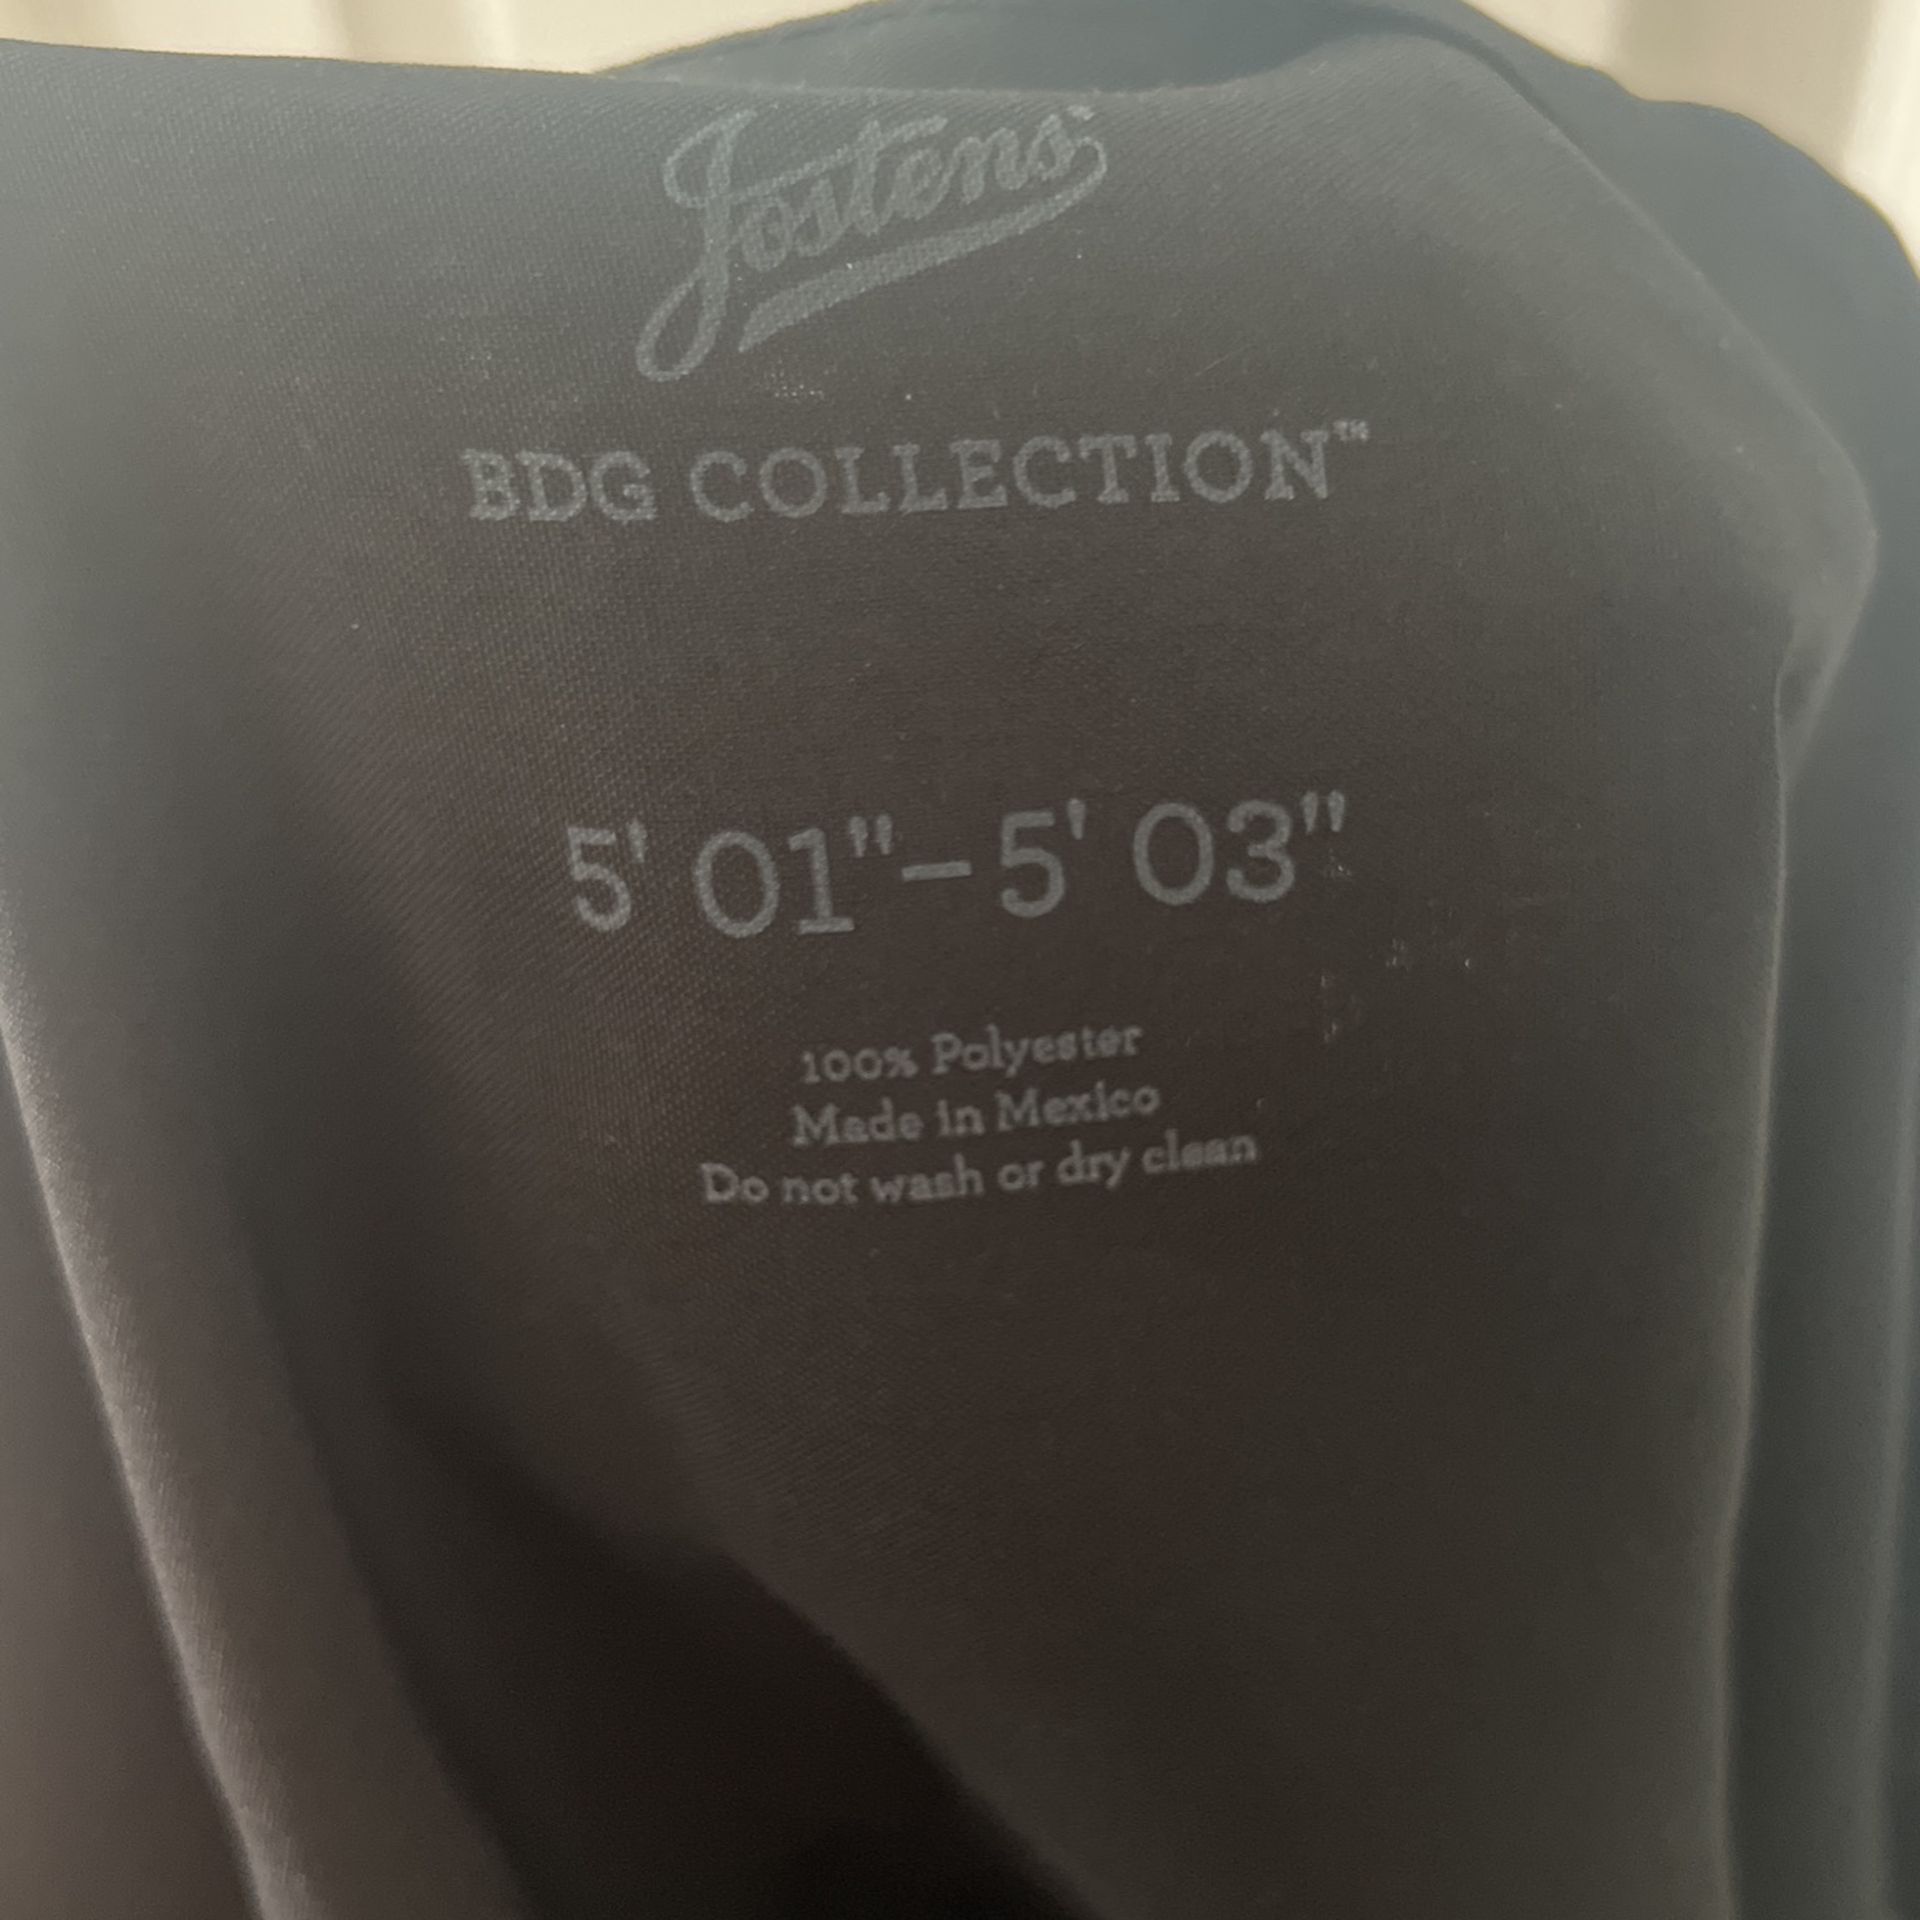 Jostens
BDG COLLECTION™
5' 01"–5' 03"
100% Polyester
Made in Mexico
Do not wash or dry clean